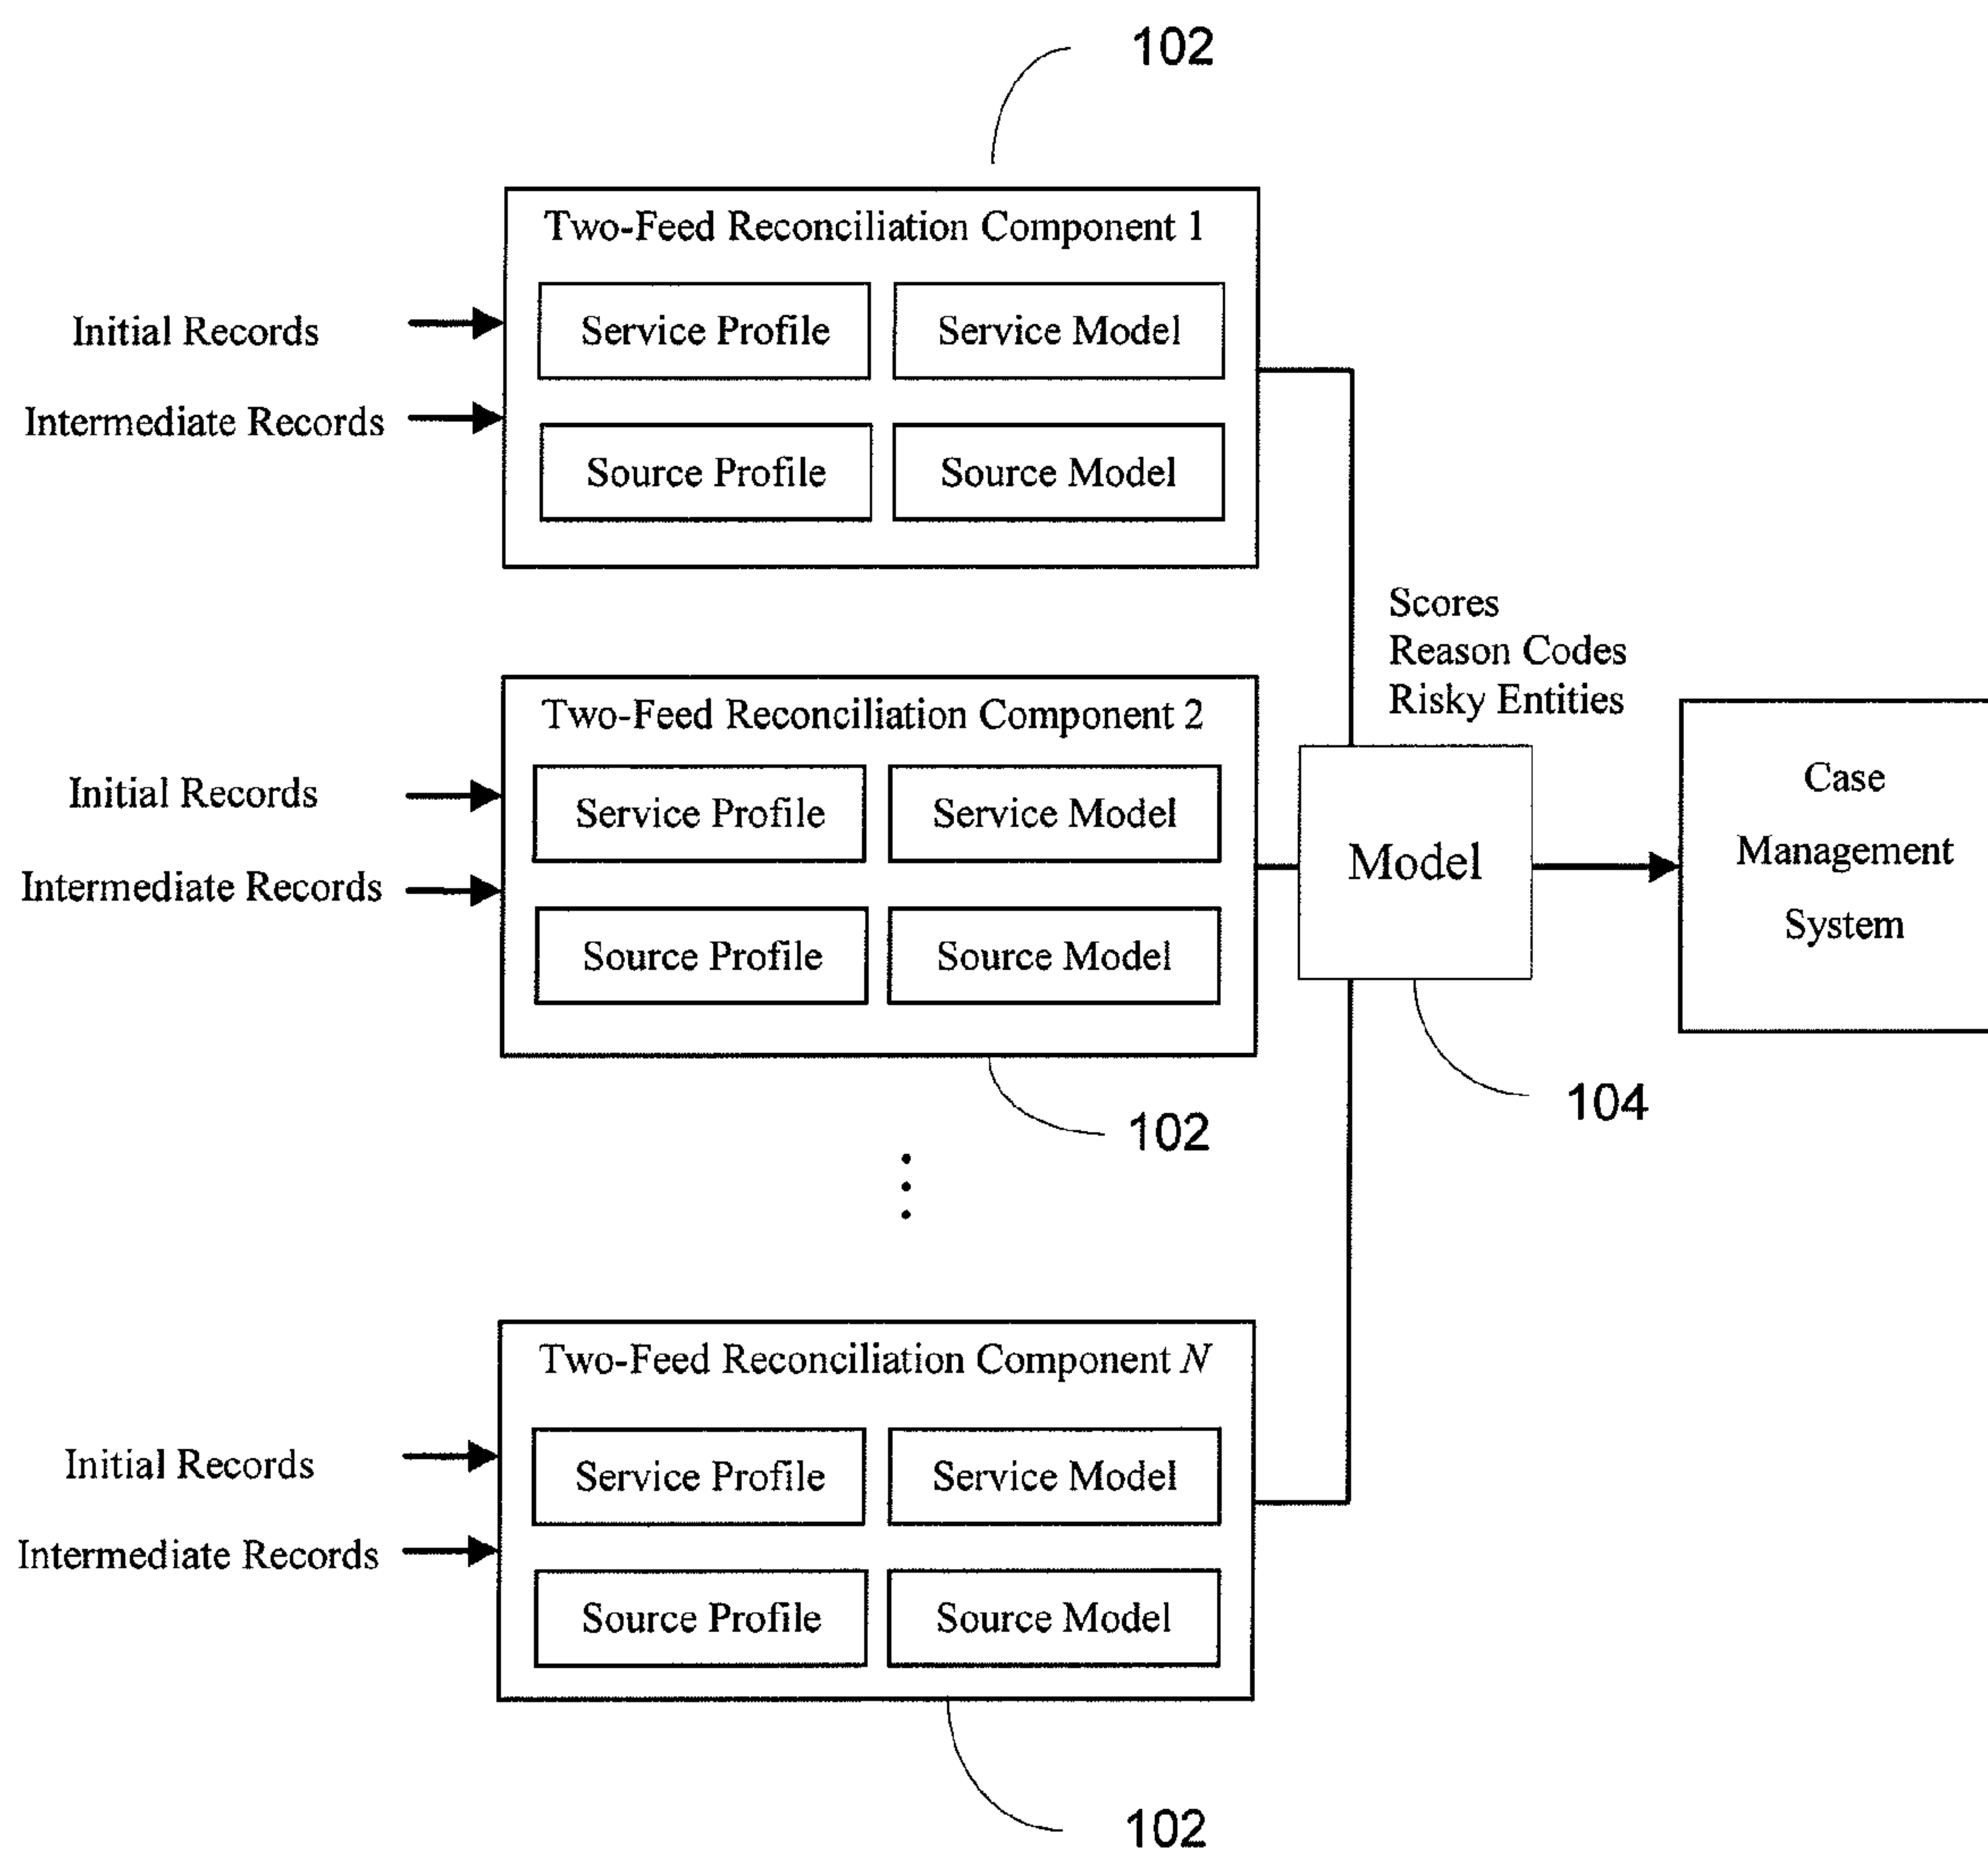 102
Two-Feed Reconciliation Component 1
Initial Records
Service Profile
Service Model
Intermediate Records
Source Profile
Source Model
Scores
Reason Codes
Risky Entities
Two-Feed Reconciliation Component 2
Initial Records
Service Profile
Service Model
Intermediate Records
Source Profile
Source Model
Model
Case
Management
System
104
102
Two-Feed Reconciliation Component N
Initial Records
Service Profile
Service Model
Intermediate Records
Source Profile
Source Model
102